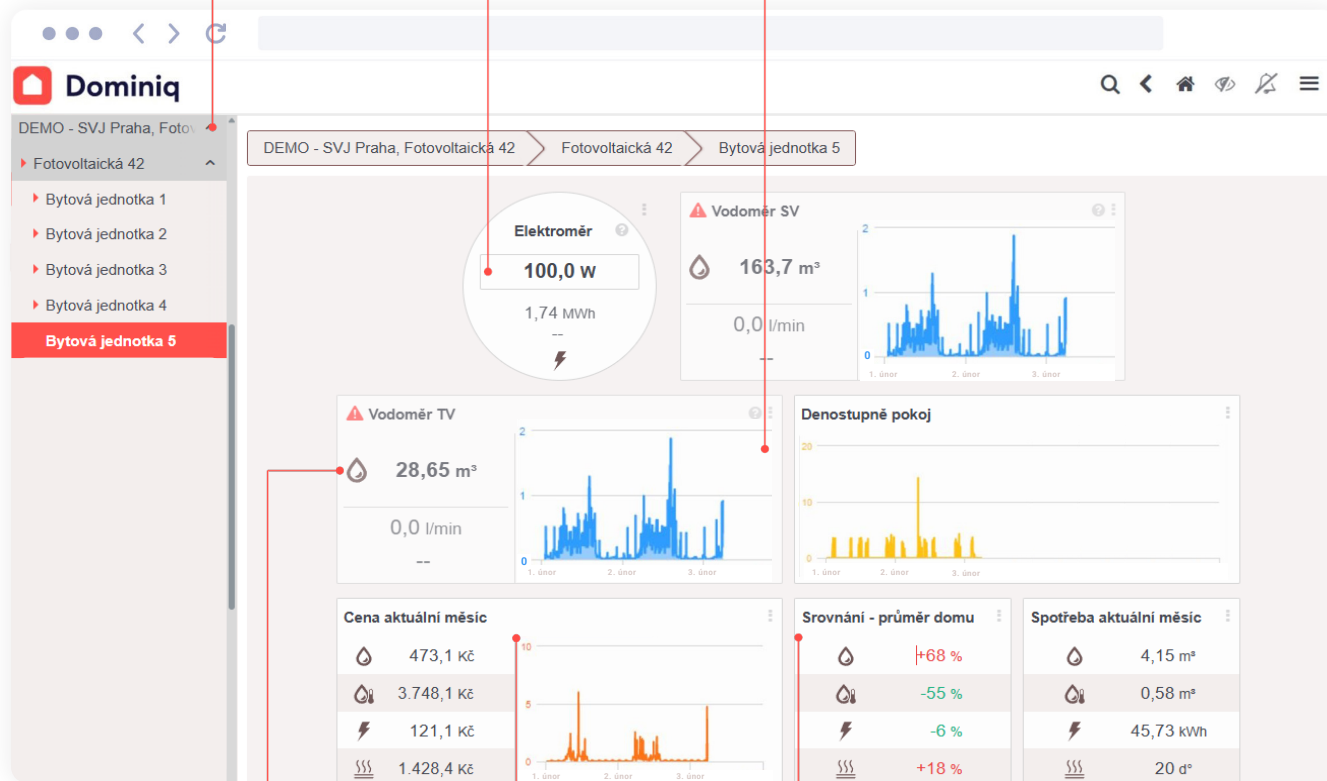 Dominiq
DEMO - SVJ Praha, Fotov
Fotovoltaická 42
Bytová jednotka 1
Bytová jednotka 2
Bytová jednotka 3
Bytová jednotka 4
Bytová jednotka 5
DEMO - SVJ Praha, Fotovoltaická 42
Fotovoltaická 42
Bytová jednotka 5
Elektroměr
100,0 W
1,74 MWh
--
Vodoměr SV
163,7 m³
0,0 l/min
--
2
1
0
1. únor 2. únor 3. únor
Vodoměr TV
28,65 m³
0,0 l/min
--
2
1
0
1. únor 2. únor 3. únor
Denostupně pokoj
20
10
0
1. únor 2. únor 3. únor
Cena aktuální měsíc
473,1 Kč
3.748,1 Kč
121,1 Kč
1.428,4 Kč
10
5
0
1. únor 2. únor 3. únor
Srovnání - průměr domu
+68 %
-55 %
-6 %
+18 %
Spotřeba aktuální měsíc
4,15 m³
0,58 m³
45,73 kWh
20 d°